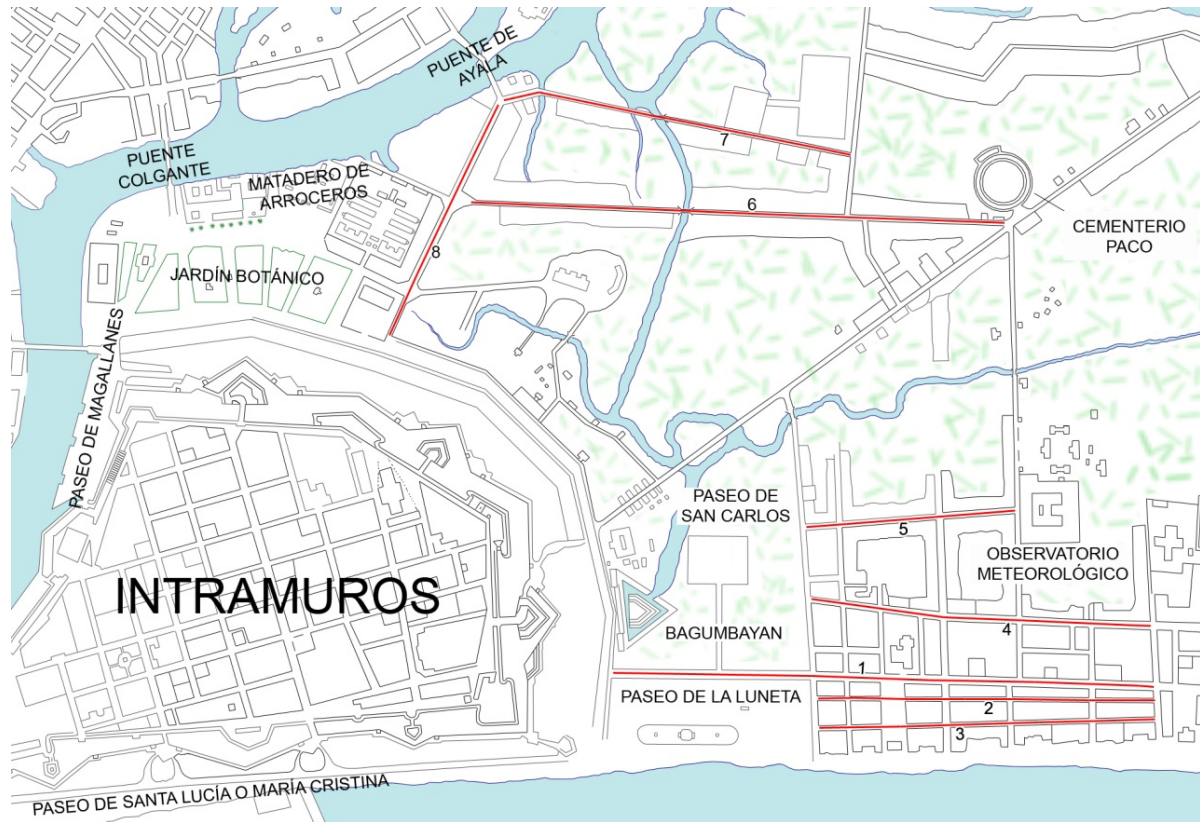 PUENTE DE
AYALA
PUENTE
COLGANTE
MATADERO DE
ARROCEROS
7
6
CEMENTERIO
PACO
8
JARDÍN BOTÁNICO
PASEO DE MAGALLANES
PASEO DE
SAN CARLOS
5
OBSERVATORIO
METEOROLÓGICO
INTRAMUROS
BAGUMBAYAN
4
1
PASEO DE LA LUNETA
2
3
PASEO DE SANTA LUCÍA O MARÍA CRISTINA